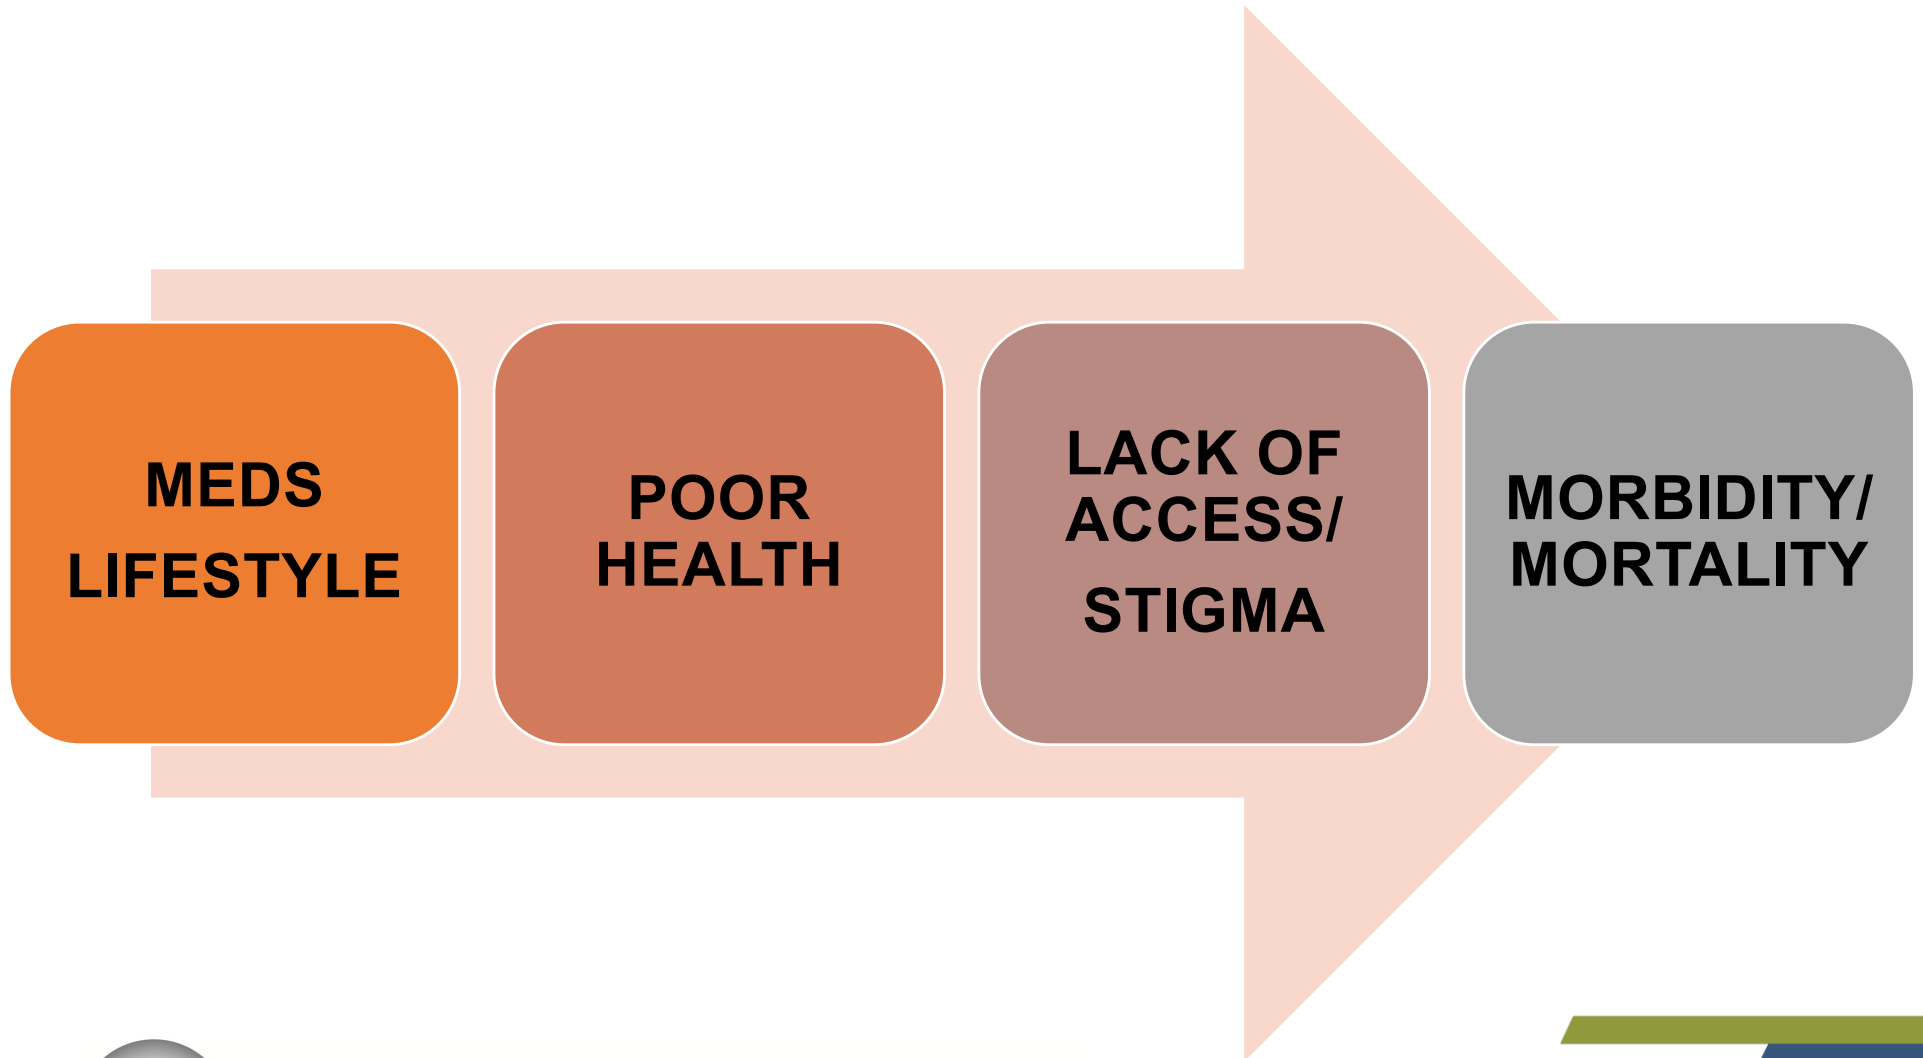 MEDS
LIFESTYLE
POOR
HEALTH
LACK OF
ACCESS/
STIGMA
MORBIDITY/
MORTALITY